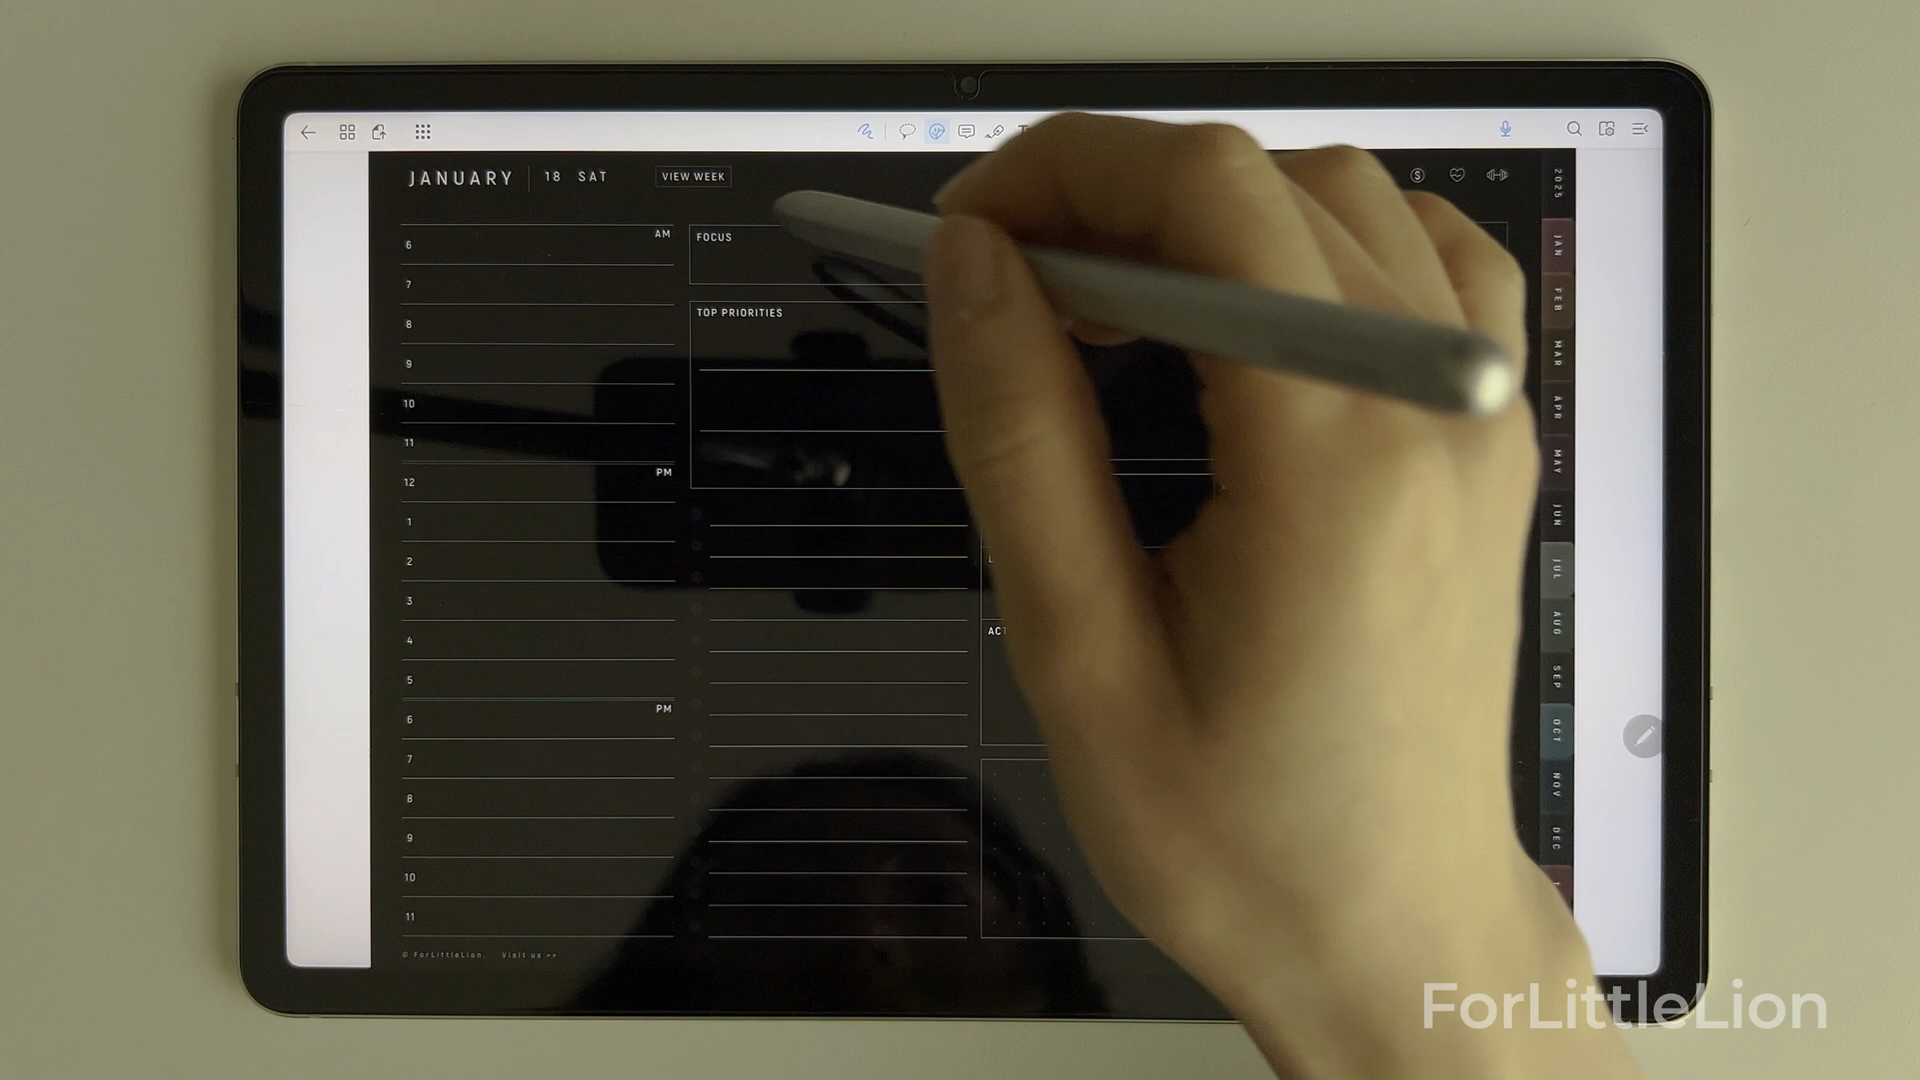 JANUARY 18 SAT VIEW WEEK
AM
6
7
8
9
10
11
PM
12
1
2
3
4
5
PM
6
7
8
9
10
11
FOCUS
TOP PRIORITIES
2025
JAN
FEB
MAR
APR
MAY
JUN
JUL
AUG
SEP
OCT
NOV
DEC
© ForLittleLion. Visit us >>
ForLittleLion